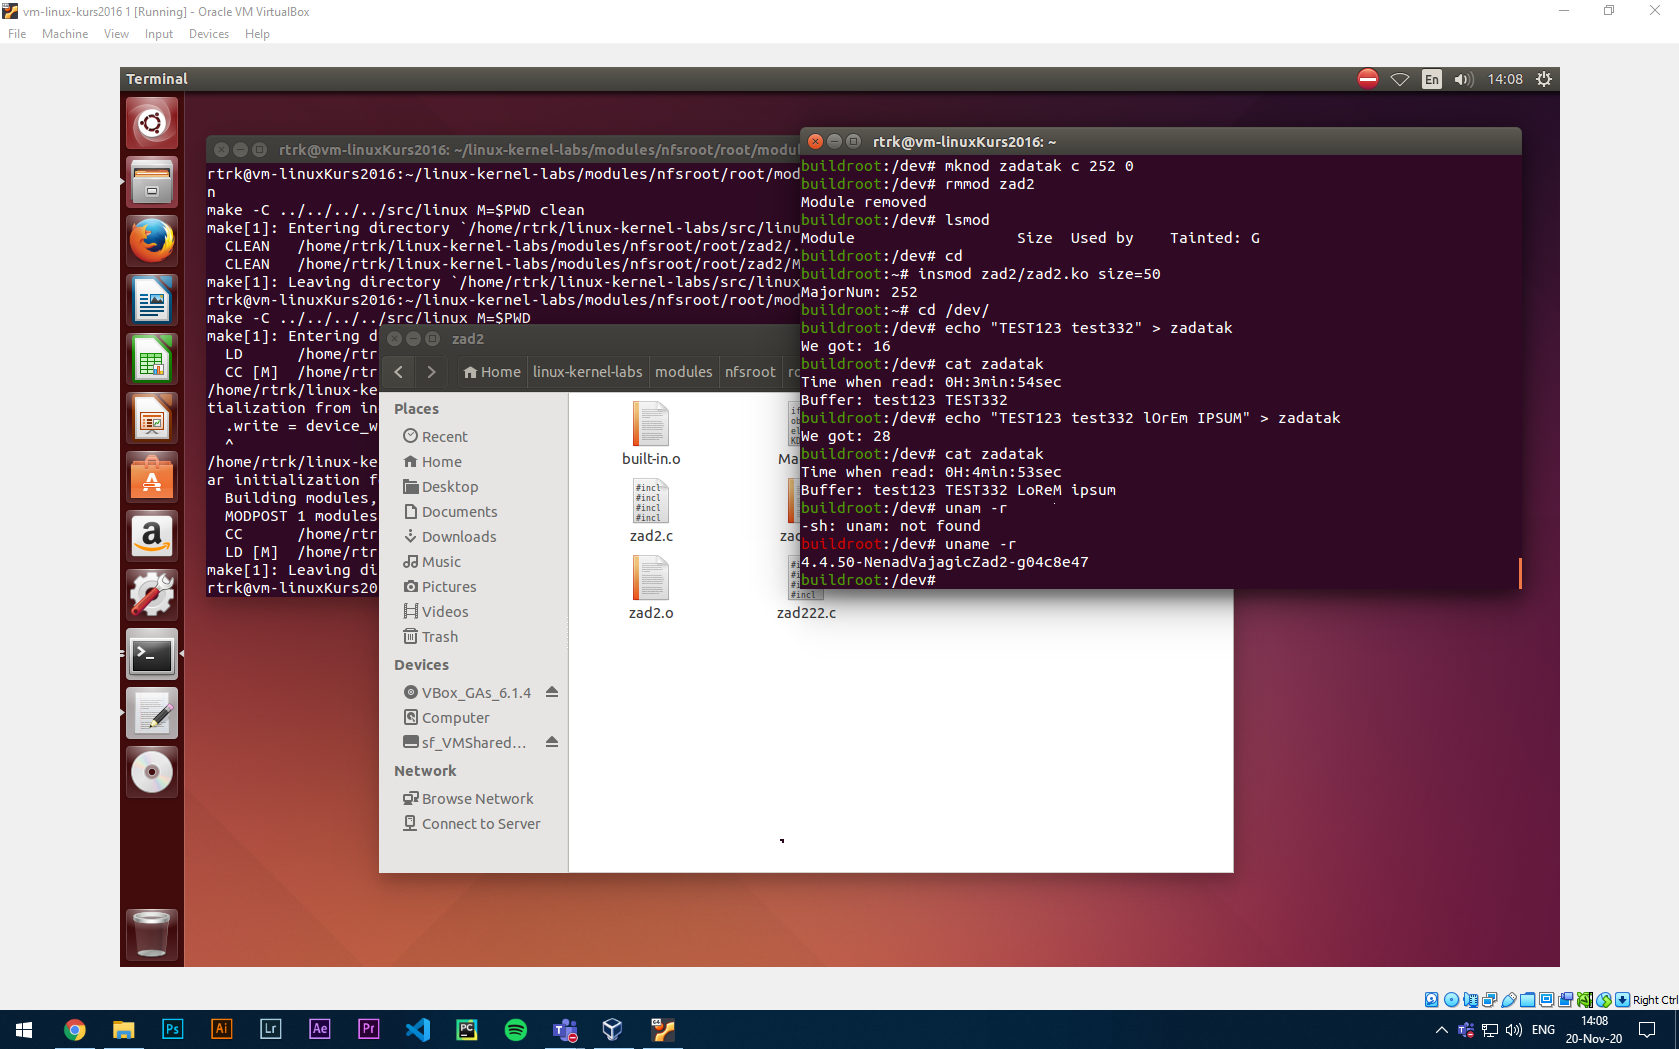 vm-linux-kurs2016 1 [Running] - Oracle VM VirtualBox
File Machine View Input Devices Help
Terminal
En 14:08
rtrk@vm-linuxKurs2016: ~/linux-kernel-labs/modules/nfsroot/root/modu
rtrk@vm-linuxKurs2016:~/linux-kernel-labs/modules/nfsroot/root/mod
n
make -C ../../../../src/linux M=$PWD clean
make[1]: Entering directory `/home/rtrk/linux-kernel-labs/src/linu
CLEAN /home/rtrk/linux-kernel-labs/modules/nfsroot/root/zad2/.
CLEAN /home/rtrk/linux-kernel-labs/modules/nfsroot/root/zad2/M
make[1]: Leaving directory `/home/rtrk/linux-kernel-labs/src/linux
rtrk@vm-linuxKurs2016:~/linux-kernel-labs/modules/nfsroot/root/mod
make -C ../../../../src/linux M=$PWD
make[1]: Entering d
LD /home/rtr
CC [M] /home/rtr
/home/rtrk/linux-ke
tialization from in
.write = device_w
^
/home/rtrk/linux-ke
ar initialization f
Building modules,
MODPOST 1 modules
CC /home/rtr
LD [M] /home/rtr
make[1]: Leaving di
rtrk@vm-linuxKurs20
rtrk@vm-linuxKurs2016: ~
buildroot:/dev# mknod zadatak c 252 0
buildroot:/dev# rmmod zad2
Module removed
buildroot:/dev# lsmod
Module Size Used by Tainted: G
buildroot:/dev# cd
buildroot:~# insmod zad2/zad2.ko size=50
MajorNum: 252
buildroot:~# cd /dev/
buildroot:/dev# echo "TEST123 test332" > zadatak
We got: 16
buildroot:/dev# cat zadatak
Time when read: 0H:3min:54sec
Buffer: test123 TEST332
buildroot:/dev# echo "TEST123 test332 lOrEm IPSUM" > zadatak
We got: 28
buildroot:/dev# cat zadatak
Time when read: 0H:4min:53sec
Buffer: test123 TEST332 LoReM ipsum
buildroot:/dev# unam -r
-sh: unam: not found
buildroot:/dev# uname -r
4.4.50-NenadVajagicZad2-g04c8e47
buildroot:/dev#
zad2
Home linux-kernel-labs modules nfsroot
Places
Recent
Home
Desktop
Documents
Downloads
Music
Pictures
Videos
Trash
Devices
VBox_GAs_6.1.4
Computer
sf_VMShared...
Network
Browse Network
Connect to Server
built-in.o
Ma
#incl
#incl
#incl
#incl
zad2.c
zad2.o
#incl
zad222.c
Right Ctrl
Ps Ai Lr Ae Pr PC
ENG
14:08
20-Nov-20